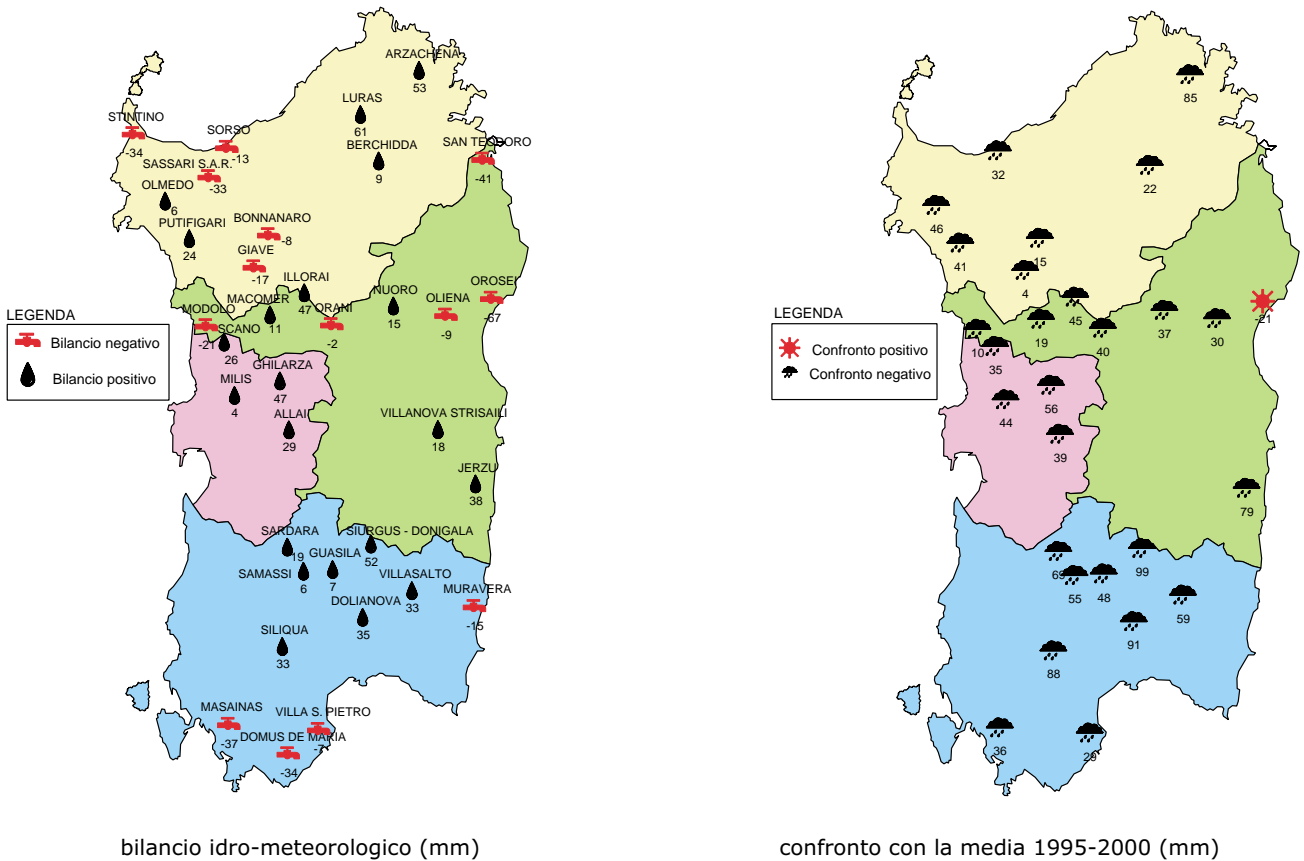 ARZACHENA
53
LURAS
61
STINTINO
-34
SORSO
-13
BERCHIDDA
9
SAN TEODORO
-41
SASSARI S.A.R.
-33
OLMEDO
6
PUTIFIGARI
24
BONNANARO
-8
GIAVE
-17
ILLORAI
47
NUORO
15
OROSEI
-67
OLIENA
-9
MACOMER
11
ORANI
-2
MODOLO
-21
SCANO
26
LEGENDA
Bilancio negativo
Bilancio positivo
GHILARZA
47
MILIS
4
ALLAI
29
VILLANOVA STRISAILI
18
JERZU
38
SARDARA
19
SIURGUS - DONIGALA
52
GUASILA
7
SAMASSI
6
VILLASALTO
33
MURAVERA
-15
DOLIANOVA
35
SILIQUA
33
MASAINAS
-37
VILLA S. PIETRO
-7
DOMUS DE MARIA
-34
bilancio idro-meteorologico (mm)
85
32
22
46
41
15
4
45
37
-21
30
19
40
10
35
LEGENDA
Confronto positivo
Confronto negativo
56
44
39
79
69
99
55
48
59
91
88
36
29
confronto con la media 1995-2000 (mm)